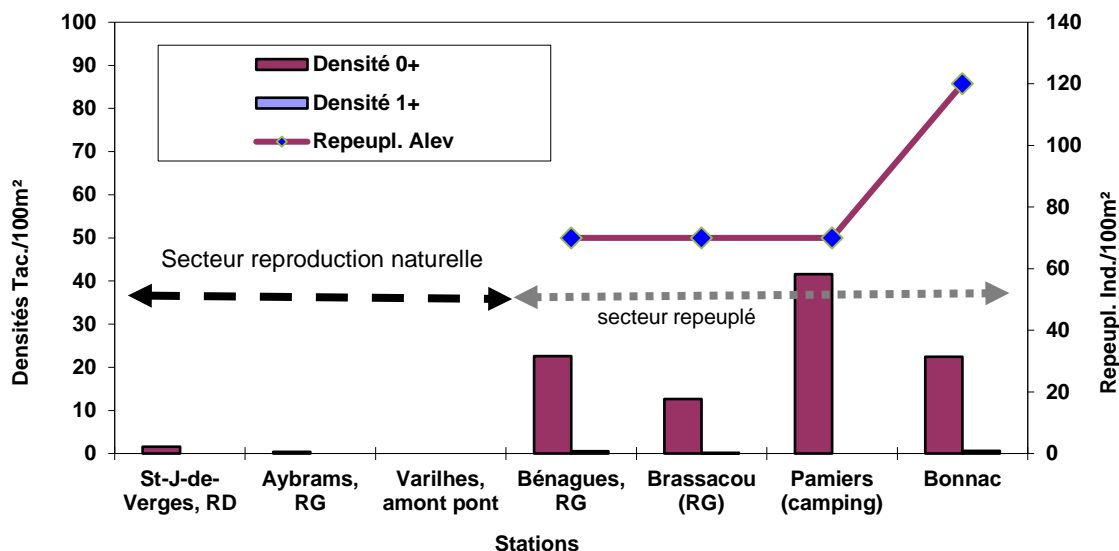 100
90
80
70
60
50
40
30
20
10
0
Densités Tac./100m²
140
120
100
80
60
40
20
0
Repeupl. Ind./100m²
Densité 0+
Densité 1+
Repeupl. Alev
Secteur reproduction naturelle
secteur repeuplé
St-J-de-
Verges, RD
Aybrams,
RG
Varilhes,
amont pont
Bénagues,
RG
Brassacou
(RG)
Pamiers
(camping)
Bonnac
Stations